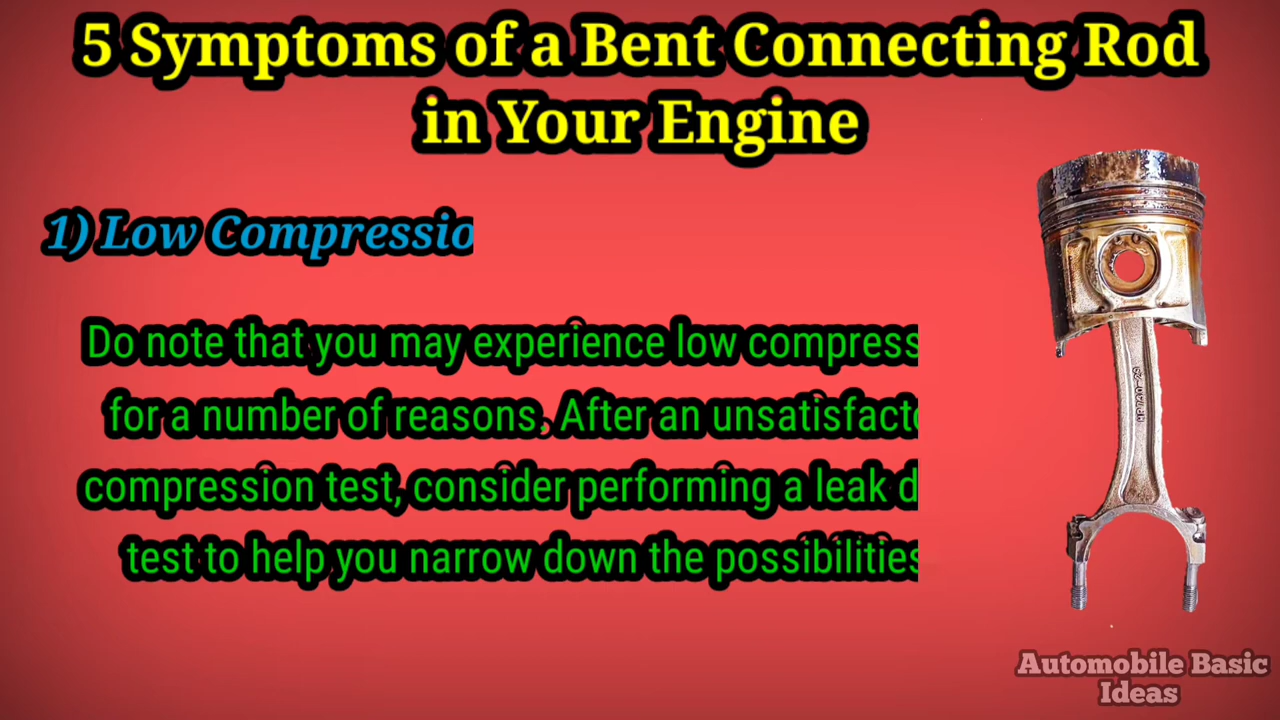 5 Symptoms of a Bent Connecting Rod
in Your Engine
1) Low Compressio
Do note that you may experience low compress
for a number of reasons. After an unsatisfacto
compression test, consider performing a leak d
test to help you narrow down the possibilities
Automobile Basic
Ideas